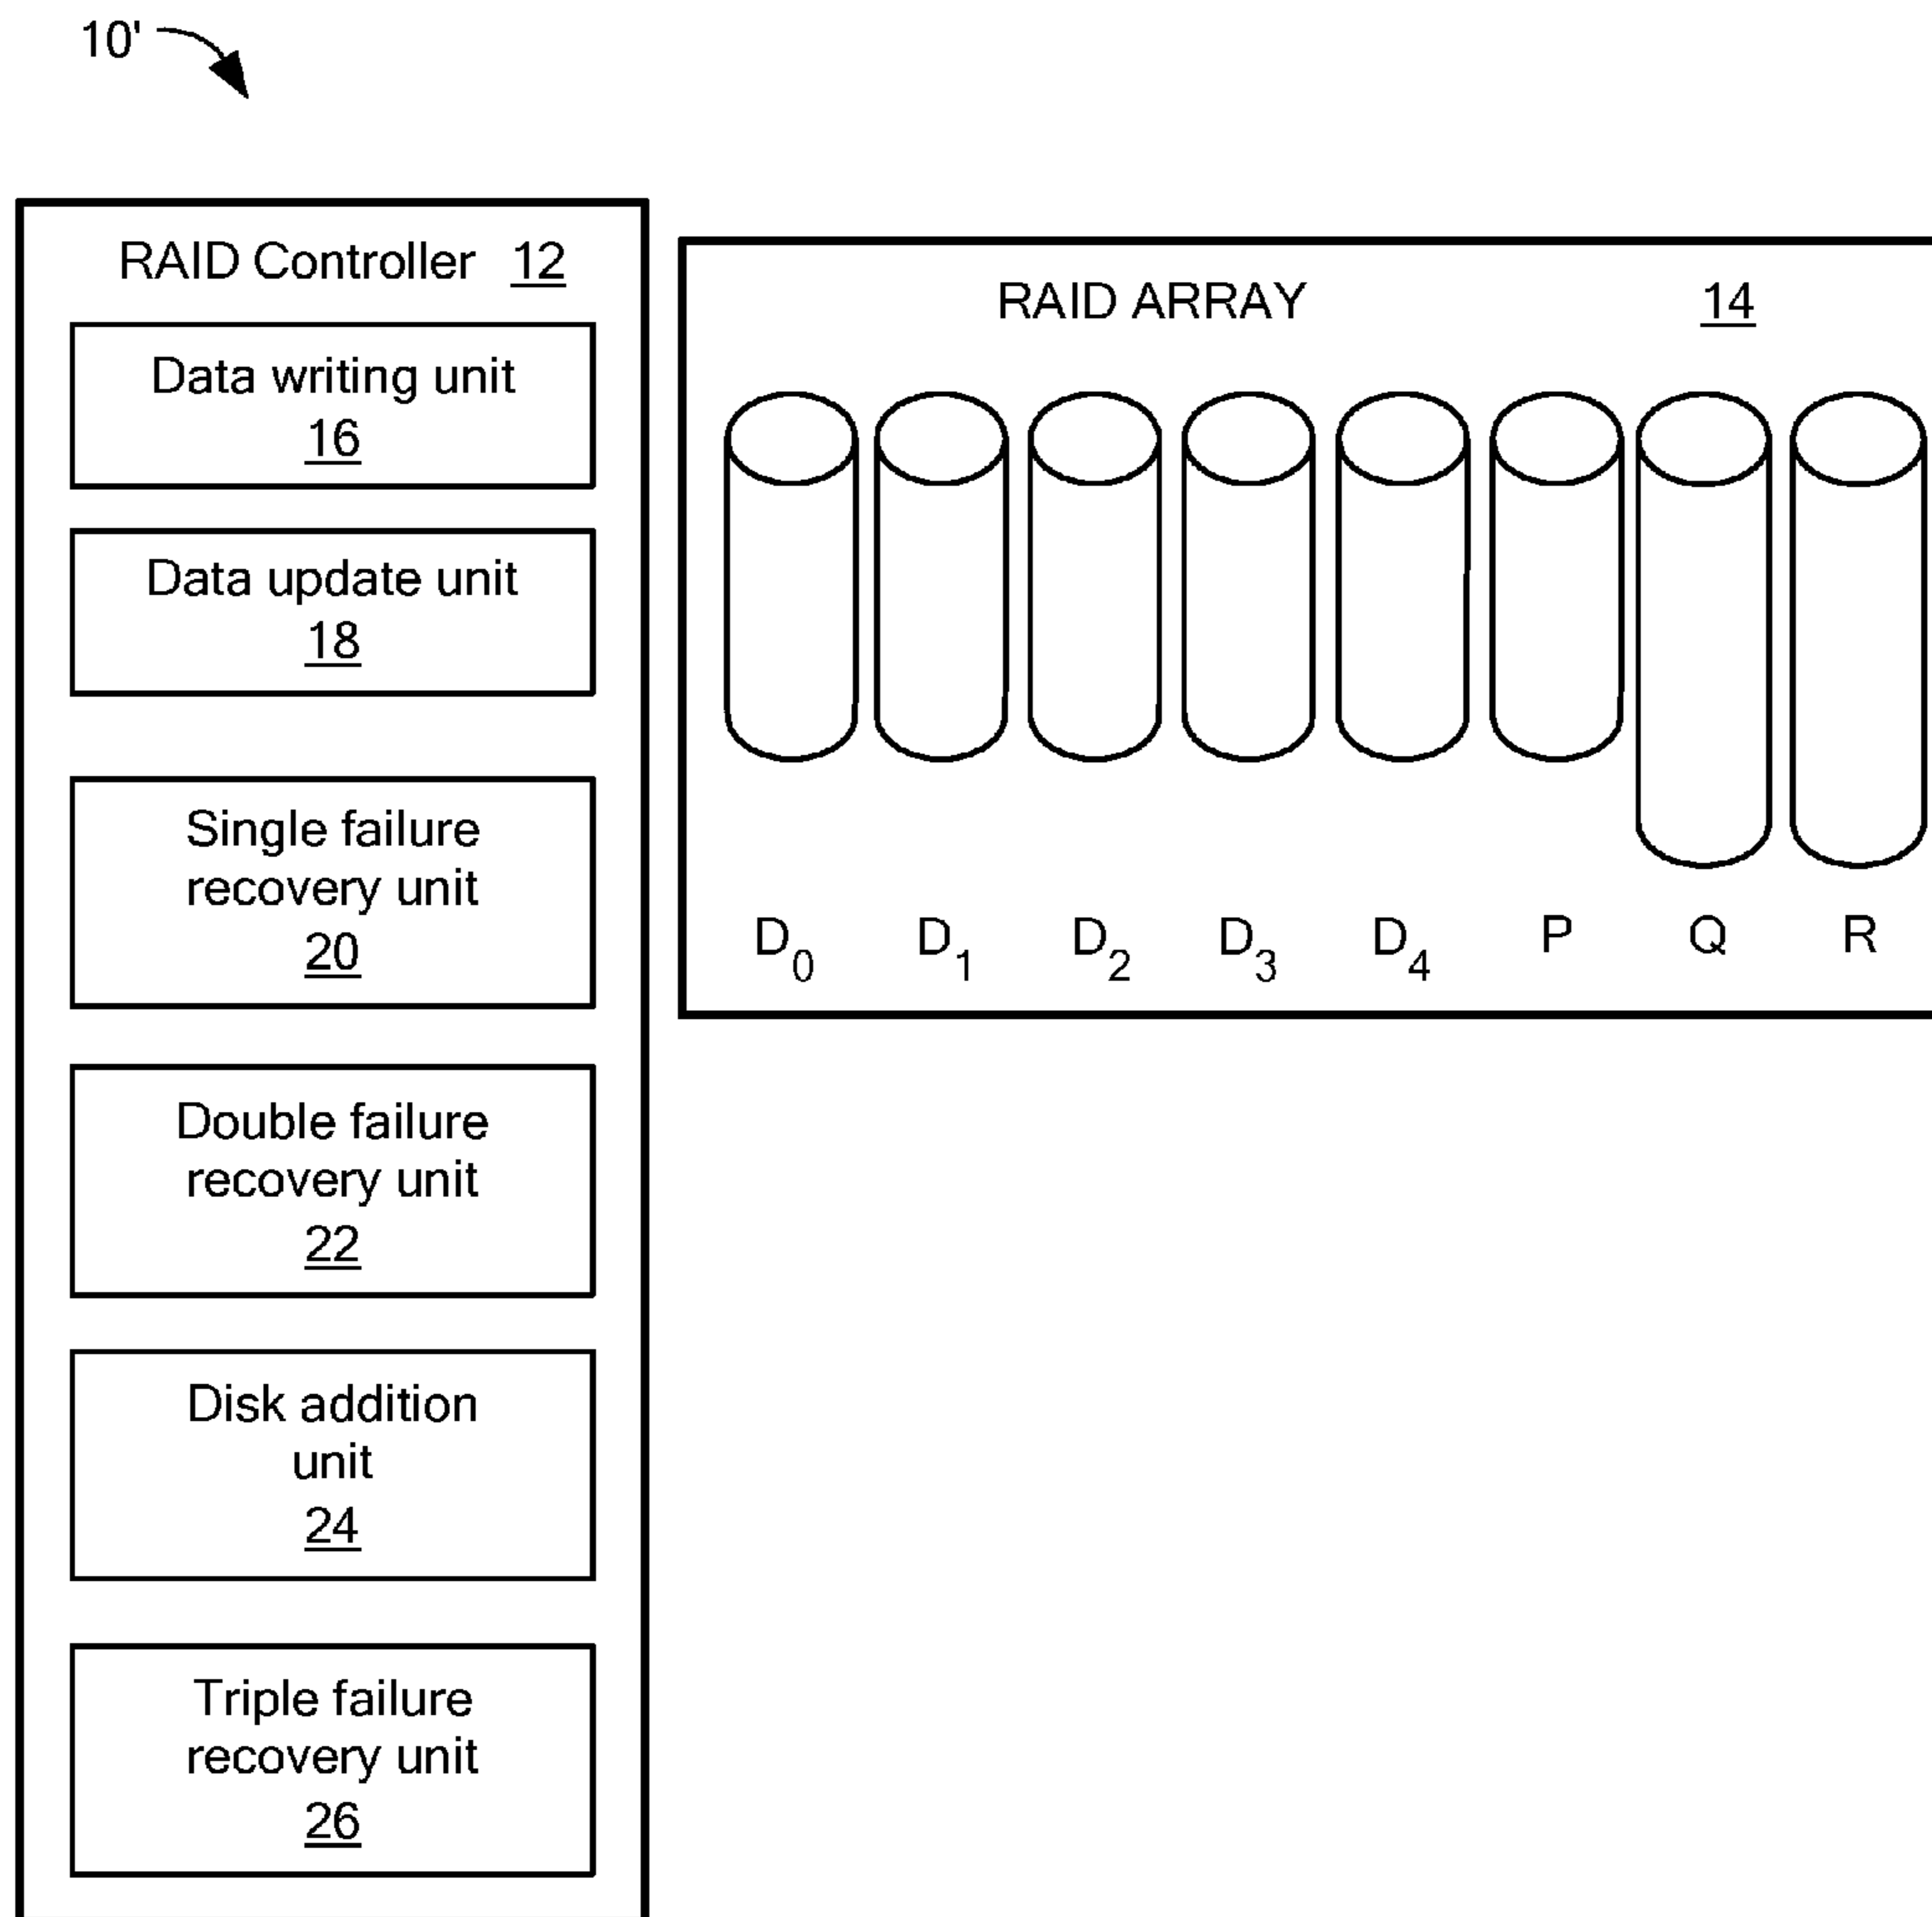 10'
RAID Controller 12
Data writing unit
16
Data update unit
18
Single failure
recovery unit
20
Double failure
recovery unit
22
Disk addition
unit
24
Triple failure
recovery unit
26
RAID ARRAY 14
D0 D1 D2 D3 D4 P Q R